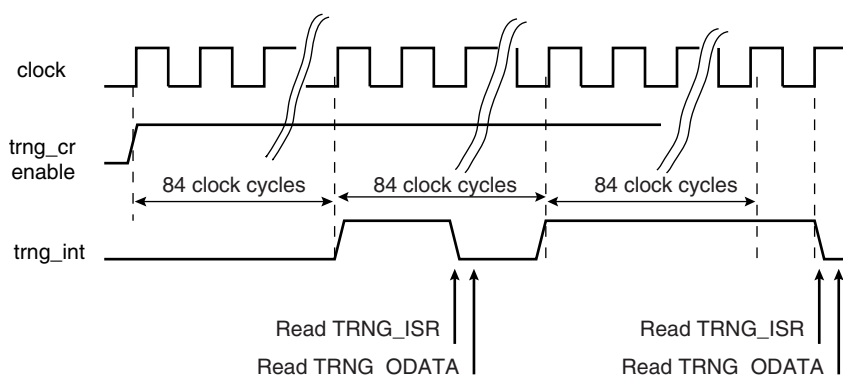 clock
trng_cr
enable
84 clock cycles
84 clock cycles
84 clock cycles
trng_int
Read TRNG_ISR
Read TRNG_ISR
Read TRNG_ODATA
Read TRNG_ODATA